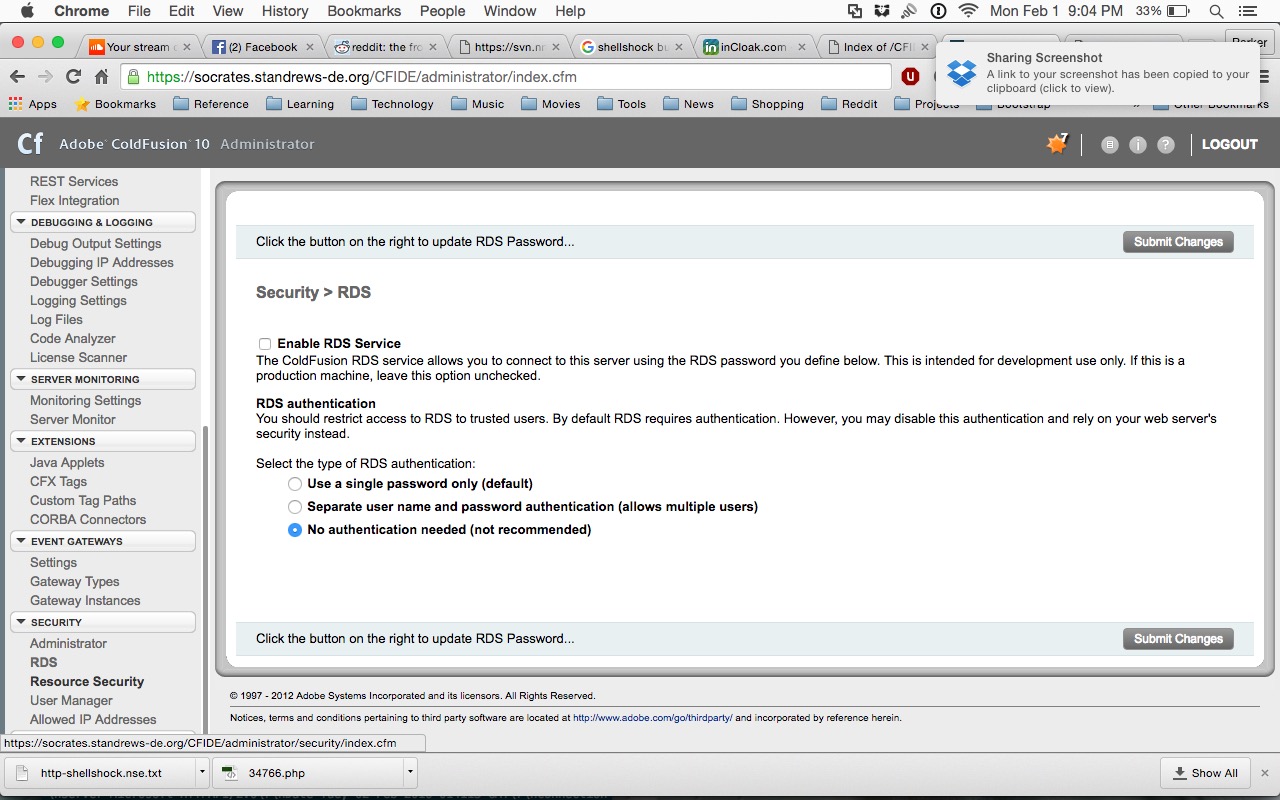 Chrome File Edit View History Bookmarks People Window Help Mon Feb 1 9:04 PM 33%
Your stream (2) Facebook reddit: the fro https://svn.nr shellshock bu inCloak.com Index of /CFI
Sharing Screenshot
A link to your screenshot has been copied to your
clipboard (click to view).
https://socrates.standrews-de.org/CFIDE/administrator/index.cfm
Apps Bookmarks Reference Learning Technology Music Movies Tools News Shopping Reddit Projects Bootstrap » Other Bookmarks
Cf Adobe ColdFusion 10 Administrator 7 LOGOUT
REST Services
Flex Integration
DEBUGGING & LOGGING
Debug Output Settings
Debugging IP Addresses
Debugger Settings
Logging Settings
Log Files
Code Analyzer
License Scanner
SERVER MONITORING
Monitoring Settings
Server Monitor
EXTENSIONS
Java Applets
CFX Tags
Custom Tag Paths
CORBA Connectors
EVENT GATEWAYS
Settings
Gateway Types
Gateway Instances
SECURITY
Administrator
RDS
Resource Security
User Manager
Allowed IP Addresses
Click the button on the right to update RDS Password... Submit Changes
Security > RDS
Enable RDS Service
The ColdFusion RDS service allows you to connect to this server using the RDS password you define below. This is intended for development use only. If this is a
production machine, leave this option unchecked.
RDS authentication
You should restrict access to RDS to trusted users. By default RDS requires authentication. However, you may disable this authentication and rely on your web server's
security instead.
Select the type of RDS authentication:
Use a single password only (default)
Separate user name and password authentication (allows multiple users)
No authentication needed (not recommended)
Click the button on the right to update RDS Password... Submit Changes
© 1997 - 2012 Adobe Systems Incorporated and its licensors. All Rights Reserved.
Notices, terms and conditions pertaining to third party software are located at http://www.adobe.com/go/thirdparty/ and incorporated by reference herein.
https://socrates.standrews-de.org/CFIDE/administrator/security/index.cfm
http-shellshock.nse.txt 34766.php Show All